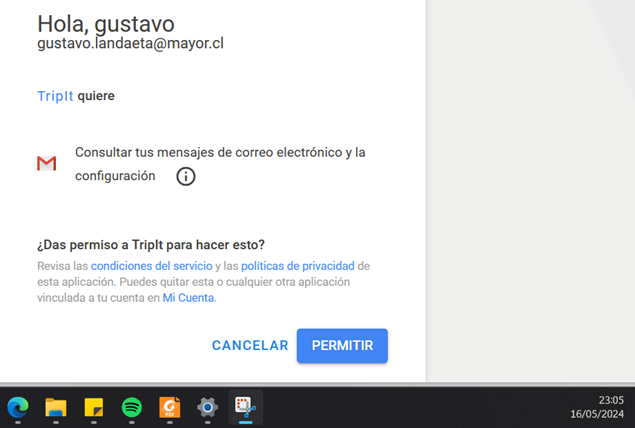 Hola, gustavo
gustavo.landaeta@mayor.cl
TripIt quiere
Consultar tus mensajes de correo electrónico y la
configuración
¿Das permiso a TripIt para hacer esto?
Revisa las condiciones del servicio y las políticas de privacidad de
esta aplicación. Puedes quitar esta o cualquier otra aplicación
vinculada a tu cuenta en Mi Cuenta.
CANCELAR PERMITIR
PDF
23:05
16/05/2024